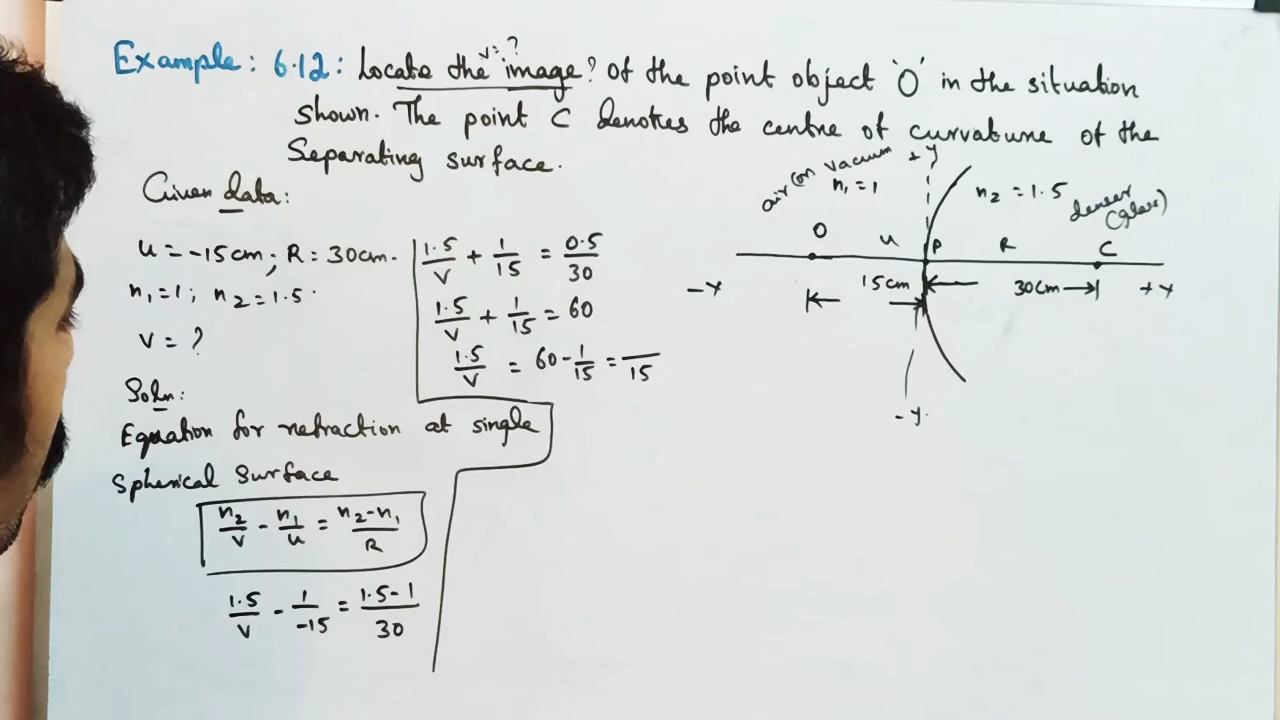 Example: 6.12: Locate the image? of the point object 'O' in the situation
v=?
shown. The point C denotes the centre of curvature of the
Separating surface.
Given data:
u = -15cm; R = 30cm.
n₁=1; n₂=1.5.
v = ?
Soln:
Equation for refraction at single
Spherical Surface
n₂/v - n₁/u = n₂-n₁/R
1.5/v - 1/-15 = 1.5-1/30
1.5/v + 1/15 = 0.5/30
1.5/v + 1/15 = 60
1.5/v = 60 - 1/15 = /15
air (or) vacuum
n₁ = 1
+y
n₂ = 1.5
denser
(glass)
O u P R C
-x 15cm 30cm +x
-y.